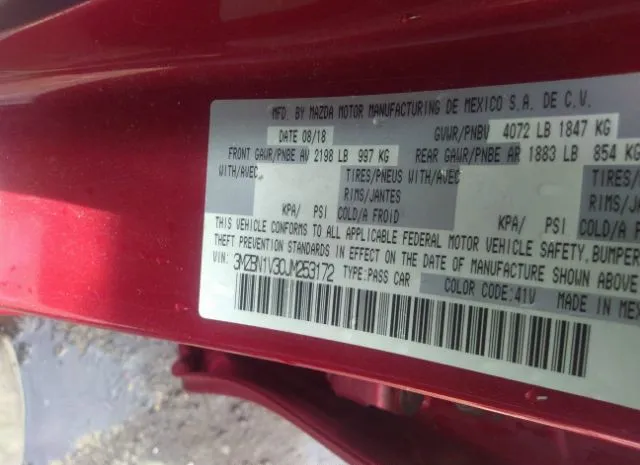 MFD. BY MAZDA MOTOR MANUFACTURING DE MEXICO S.A. DE C.V.
DATE 08/18 GVWR/PNBV 4072 LB 1847 KG
FRONT GAWR/PNBE AV 2198 LB 997 KG REAR GAWR/PNBE AR 1883 LB 854 KG
WITH/AVEC TIRES/PNEUS WITH/AVEC TIRES/
RIMS/JANTES RIMS/
KPA/ PSI COLD/A FROID KPA/ PSI COLD/A
THIS VEHICLE CONFORMS TO ALL APPLICABLE FEDERAL MOTOR VEHICLE SAFETY, BUMPER
THEFT PREVENTION STANDARDS IN EFFECT ON THE DATE OF MANUFACTURE SHOWN ABOVE
VIN: 3MZBN1V30JM253172 TYPE:PASS CAR COLOR CODE:41V MADE IN MEX